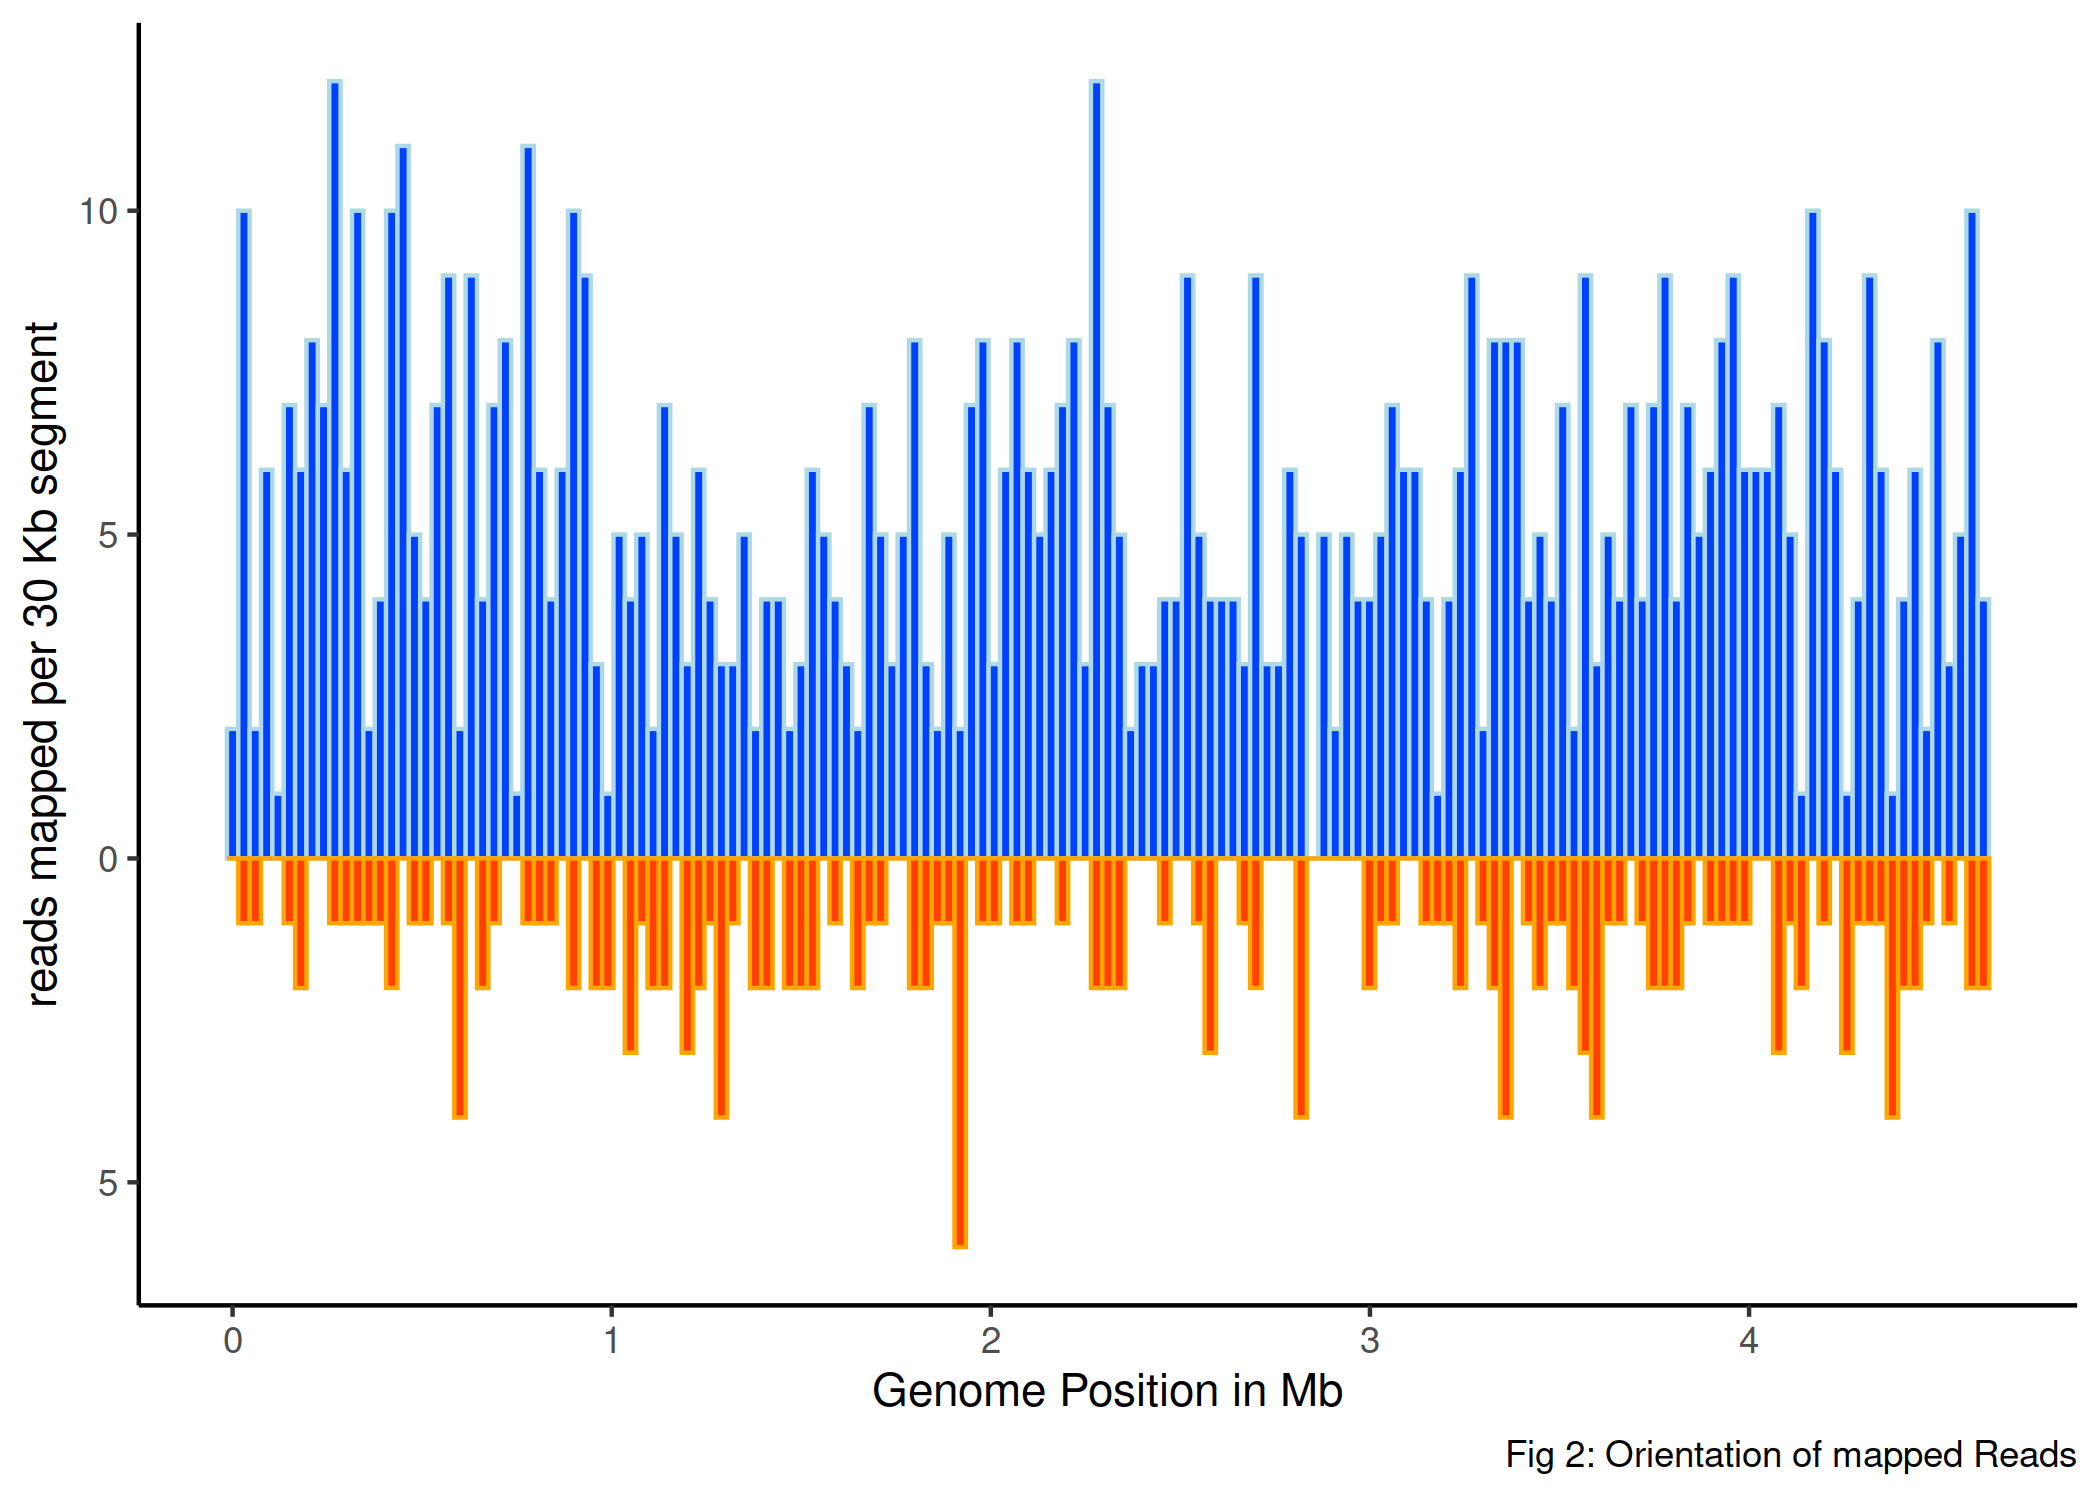 reads mapped per 30 Kb segment
10
5
0
5
0 1 2 3 4
Genome Position in Mb
Fig 2: Orientation of mapped Reads